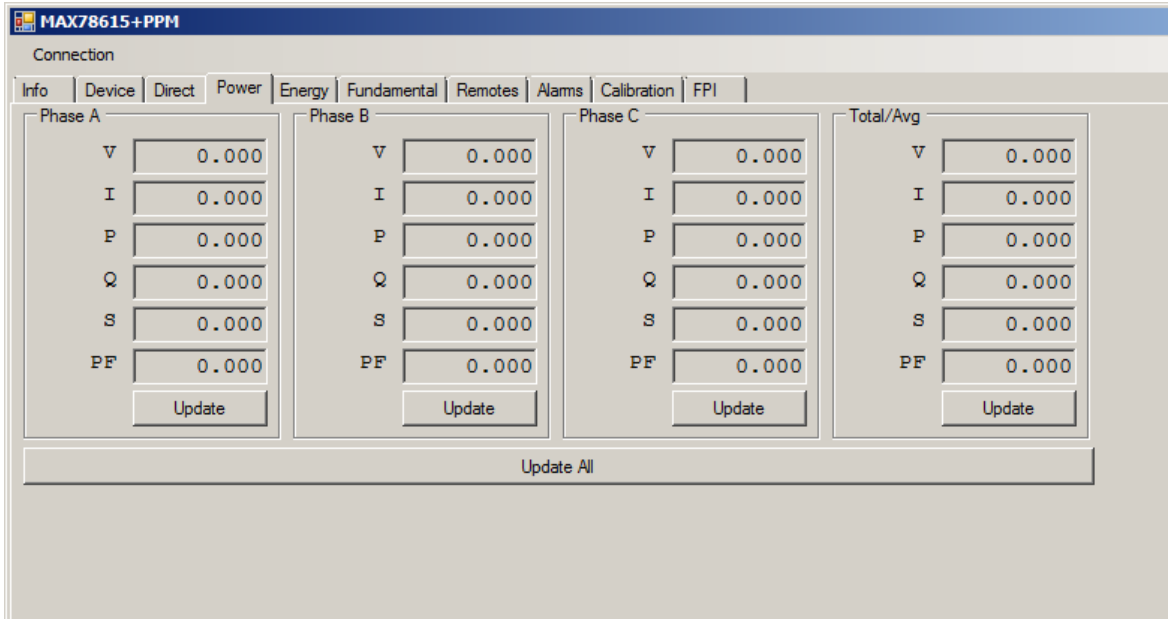 MAX78615+PPM
Connection
Info Device Direct Power Energy Fundamental Remotes Alarms Calibration FPI
Phase A Phase B Phase C Total/Avg
V 0.000 V 0.000 V 0.000 V 0.000
I 0.000 I 0.000 I 0.000 I 0.000
P 0.000 P 0.000 P 0.000 P 0.000
Q 0.000 Q 0.000 Q 0.000 Q 0.000
S 0.000 S 0.000 S 0.000 S 0.000
PF 0.000 PF 0.000 PF 0.000 PF 0.000
Update Update Update Update
Update All